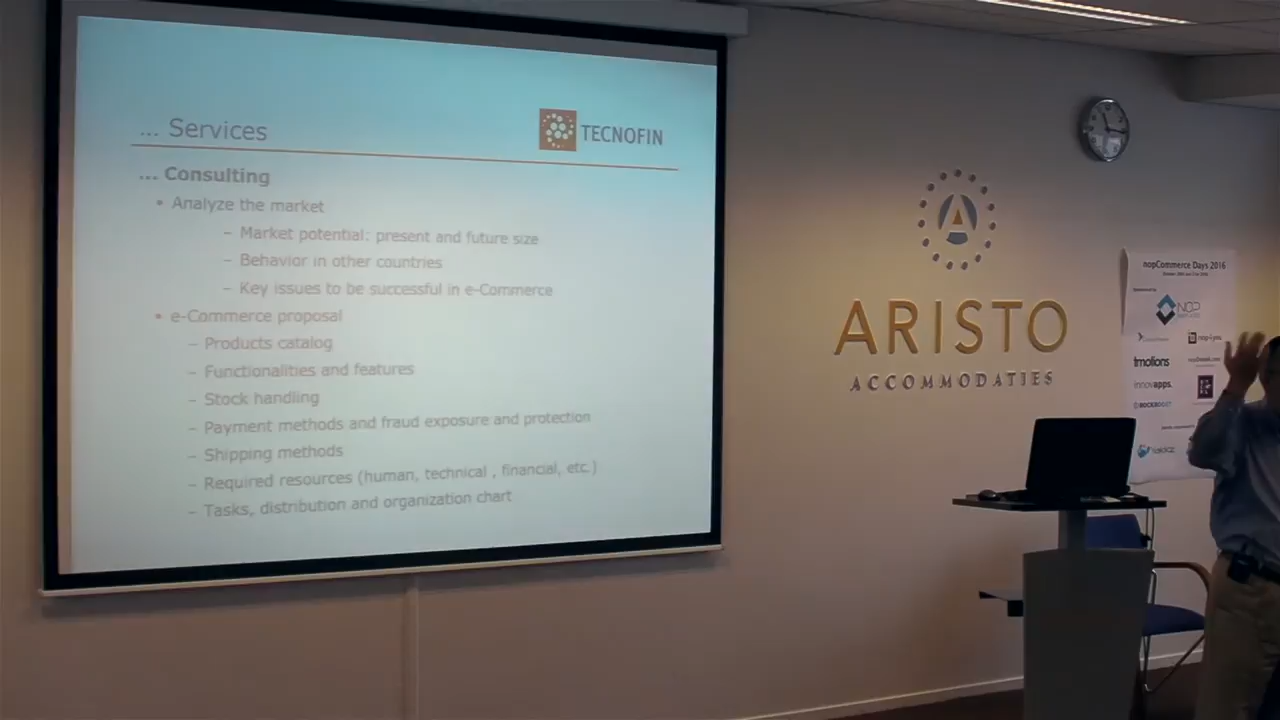 ... Services
TECNOFIN
... Consulting
• Analyze the market
– Market potential: present and future size
– Behavior in other countries
– Key issues to be successful in e-Commerce
• e-Commerce proposal
– Products catalog
– Functionalities and features
– Stock handling
– Payment methods and fraud exposure and protection
– Shipping methods
– Required resources (human, technical , financial, etc.)
– Tasks, distribution and organization chart
A
ARISTO
ACCOMMODATIES
nopCommerce Days 2016
NOP
tmotions
innovapps.